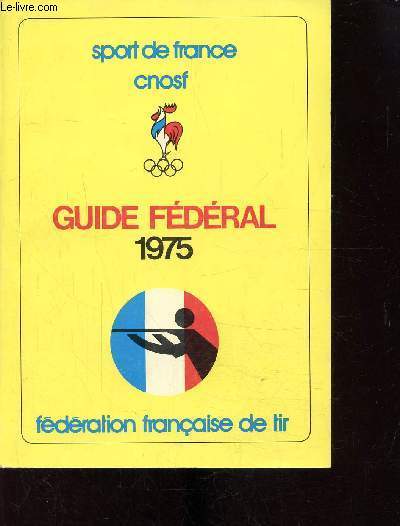 Le-livre.com
sport de france
cnosf
GUIDE FÉDÉRAL
1975
fédération française de tir